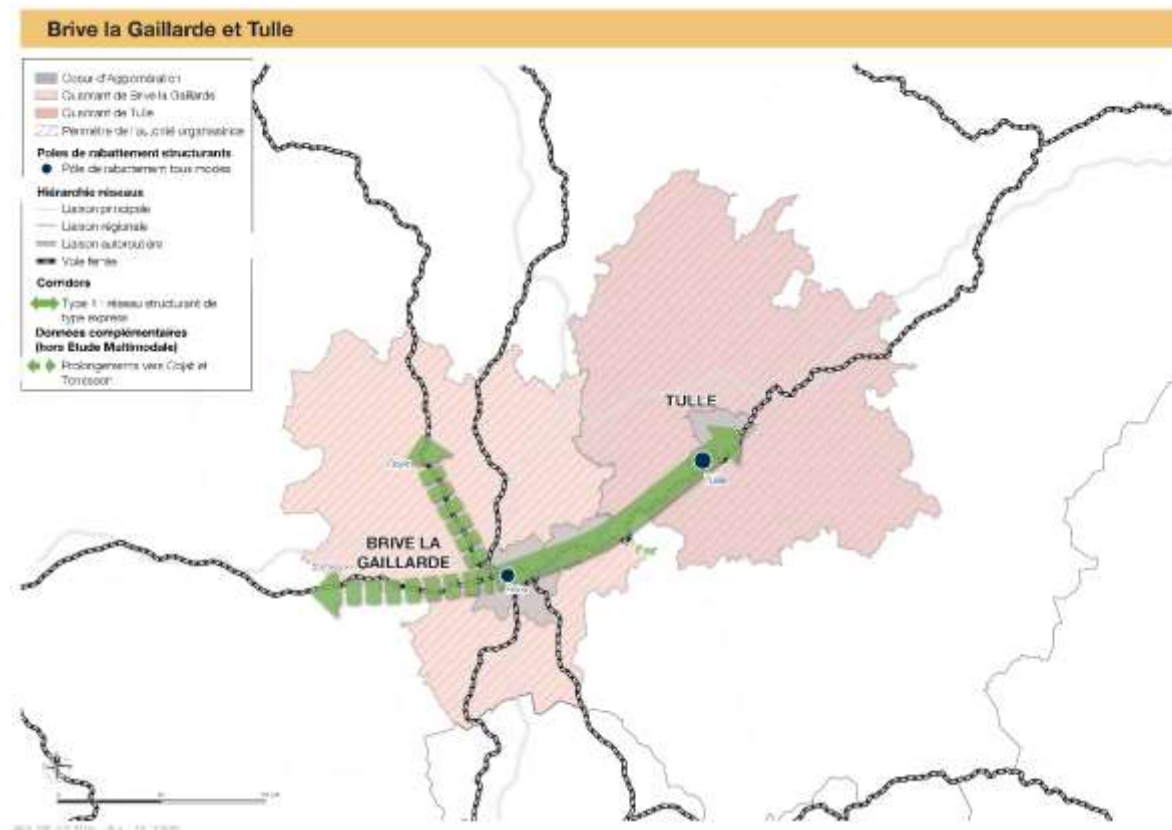 Brive la Gaillarde et Tulle
Coeur d'Agglomération
Quadrant de Brive la Gaillarde
Quadrant de Tulle
Périmètre de l'autorité organisatrice
Poles de rabattement structurants
Pôle de rabattement tous modes
Hiérarchie réseaux
Liaison principale
Liaison régionale
Liaison autoroutière
Voie ferrée
Corridors
Type 1 : réseau structurant de
type express
Données complémentaires
(hors Etude Multimodale)
Prolongements vers Objat et
Terrasson
TULLE
Tulle
BRIVE LA
GAILLARDE